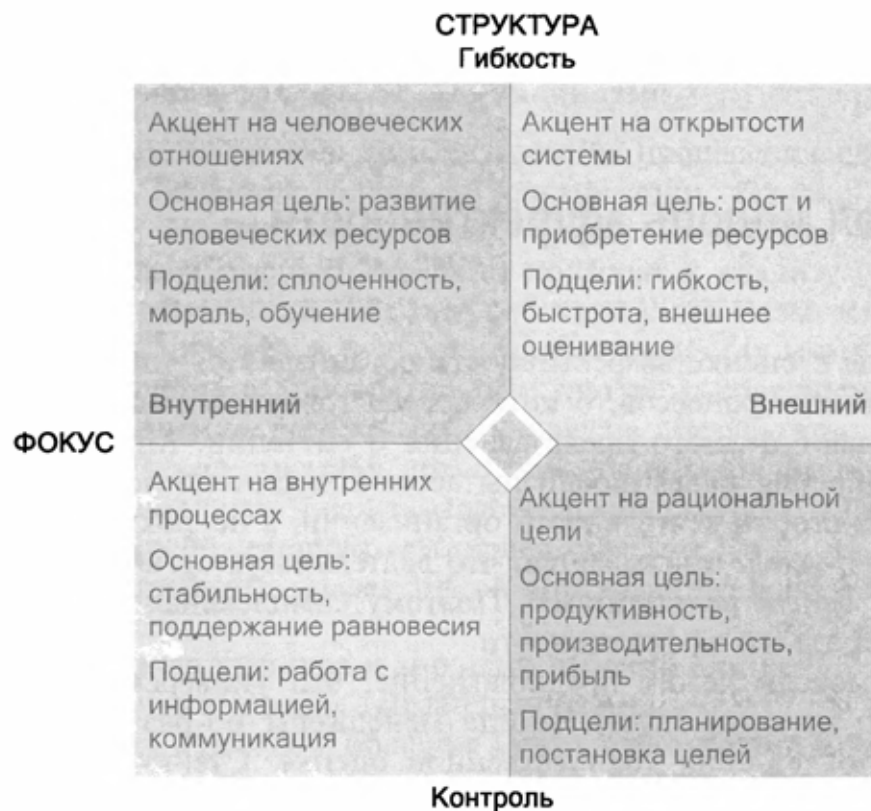 СТРУКТУРА
Гибкость
Акцент на человеческих
отношениях
Основная цель: развитие
человеческих ресурсов
Подцели: сплоченность,
мораль, обучение
Внутренний
Акцент на открытости
системы
Основная цель: рост и
приобретение ресурсов
Подцели: гибкость,
быстрота, внешнее
оценивание
Внешний
ФОКУС
Акцент на внутренних
процессах
Основная цель:
стабильность,
поддержание равновесия
Подцели: работа с
информацией,
коммуникация
Акцент на рациональной
цели
Основная цель:
продуктивность,
производительность,
прибыль
Подцели: планирование,
постановка целей
Контроль